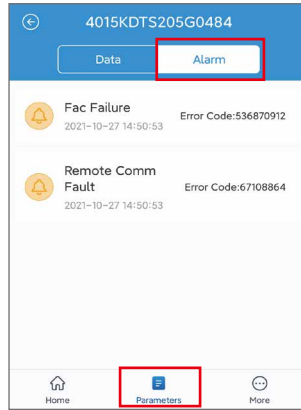 4015KDTS205G0484
Data
Alarm
Fac Failure
2021-10-27 14:50:53
Error Code:536870912
Remote Comm
Fault
2021-10-27 14:50:53
Error Code:67108864
Home
Parameters
More